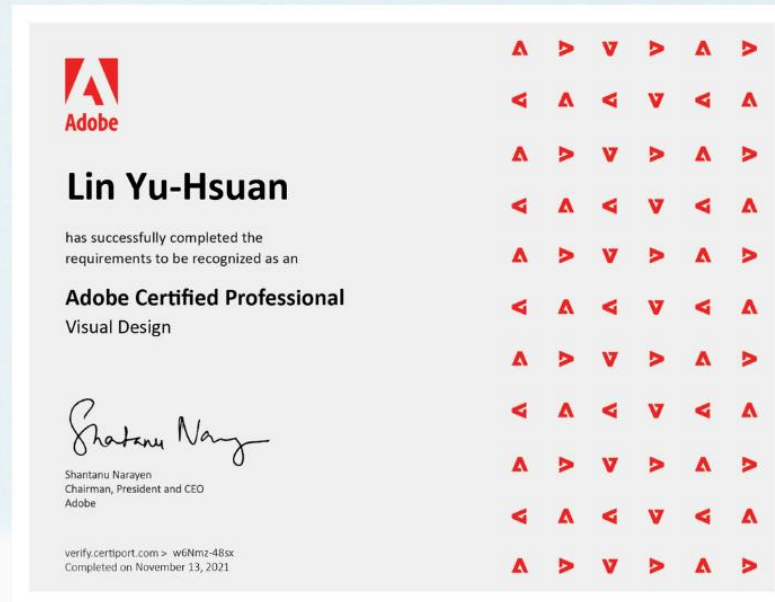 Adobe
Lin Yu-Hsuan
has successfully completed the
requirements to be recognized as an
Adobe Certified Professional
Visual Design
Shantanu Narayen
Chairman, President and CEO
Adobe
verify.certiport.com > w6Nmz-48sx
Completed on November 13, 2021